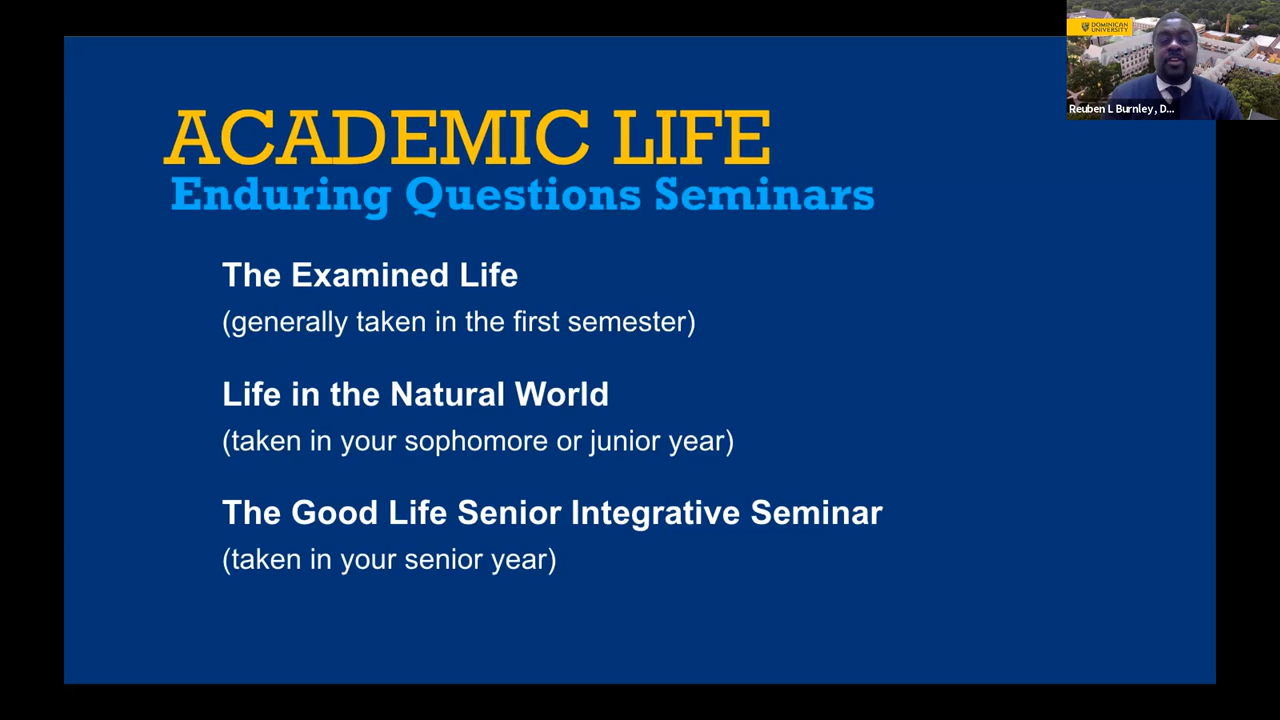 ACADEMIC LIFE
Enduring Questions Seminars
The Examined Life
(generally taken in the first semester)
Life in the Natural World
(taken in your sophomore or junior year)
The Good Life Senior Integrative Seminar
(taken in your senior year)
DOMINICAN
UNIVERSITY
Reuben L Burnley, D...